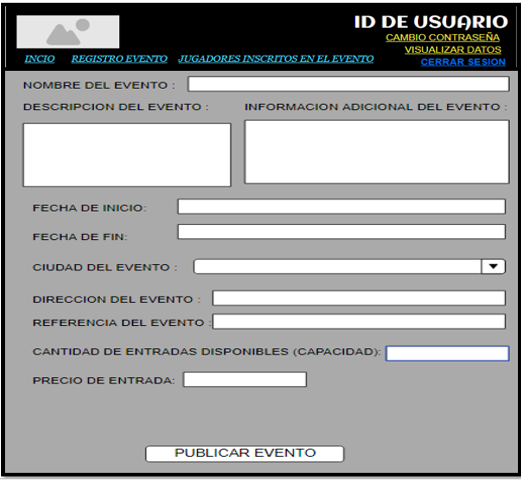 ID DE USUARIO
CAMBIO CONTRASEÑA
VISUALIZAR DATOS
INCIO REGISTRO EVENTO JUGADORES INSCRITOS EN EL EVENTO CERRAR SESION
NOMBRE DEL EVENTO :
DESCRIPCION DEL EVENTO : INFORMACION ADICIONAL DEL EVENTO :
FECHA DE INICIO:
FECHA DE FIN:
CIUDAD DEL EVENTO :
DIRECCION DEL EVENTO :
REFERENCIA DEL EVENTO :
CANTIDAD DE ENTRADAS DISPONIBLES (CAPACIDAD):
PRECIO DE ENTRADA:
PUBLICAR EVENTO